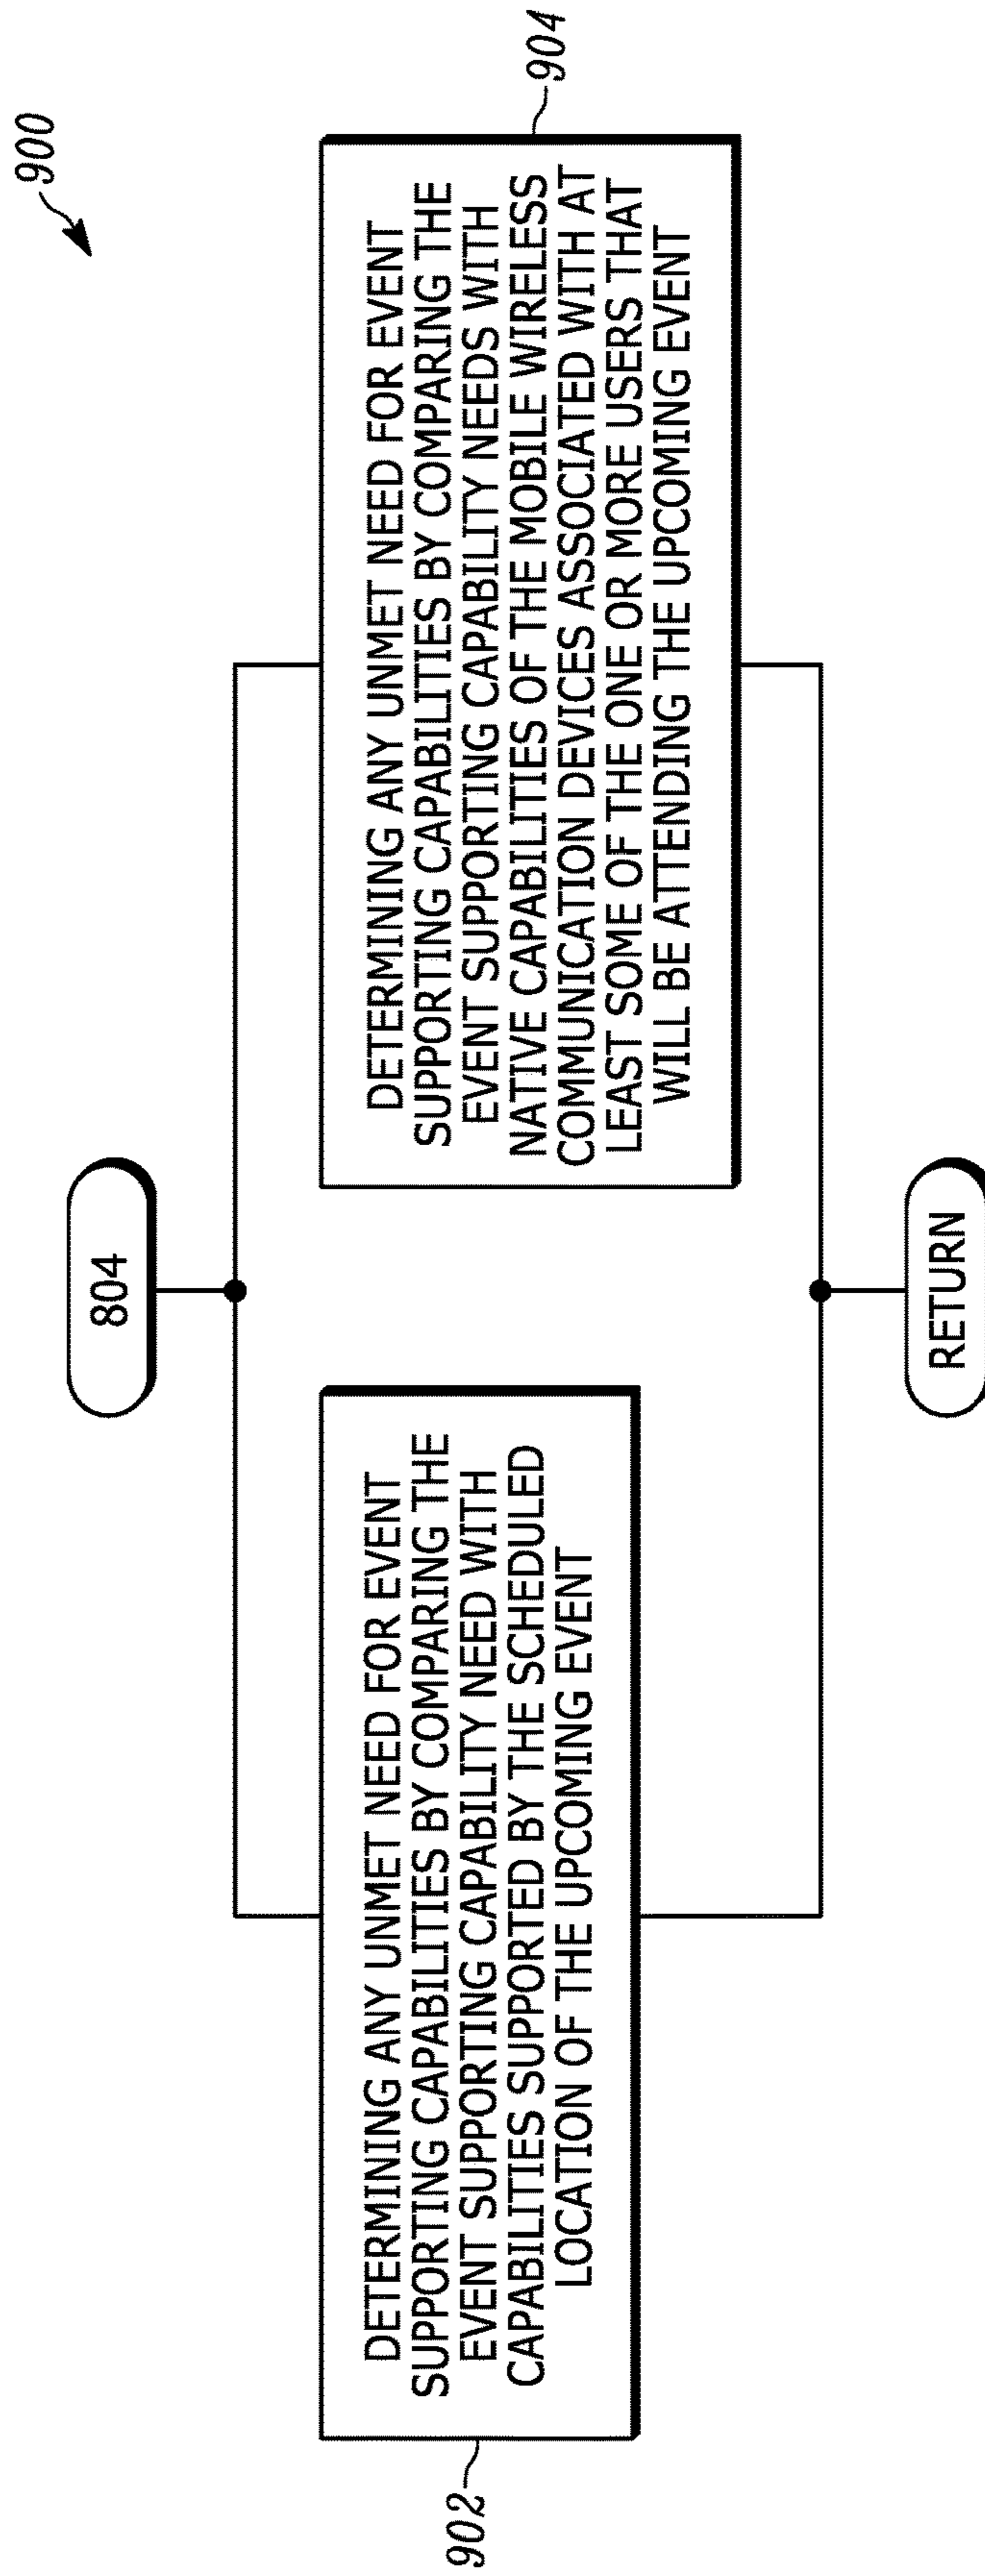 900
804
902
DETERMINING ANY UNMET NEED FOR EVENT
SUPPORTING CAPABILITIES BY COMPARING THE
EVENT SUPPORTING CAPABILITY NEED WITH
CAPABILITIES SUPPORTED BY THE SCHEDULED
LOCATION OF THE UPCOMING EVENT
DETERMINING ANY UNMET NEED FOR EVENT
SUPPORTING CAPABILITIES BY COMPARING THE
EVENT SUPPORTING CAPABILITY NEEDS WITH
NATIVE CAPABILITIES OF THE MOBILE WIRELESS
COMMUNICATION DEVICES ASSOCIATED WITH AT
LEAST SOME OF THE ONE OR MORE USERS THAT
WILL BE ATTENDING THE UPCOMING EVENT
904
RETURN